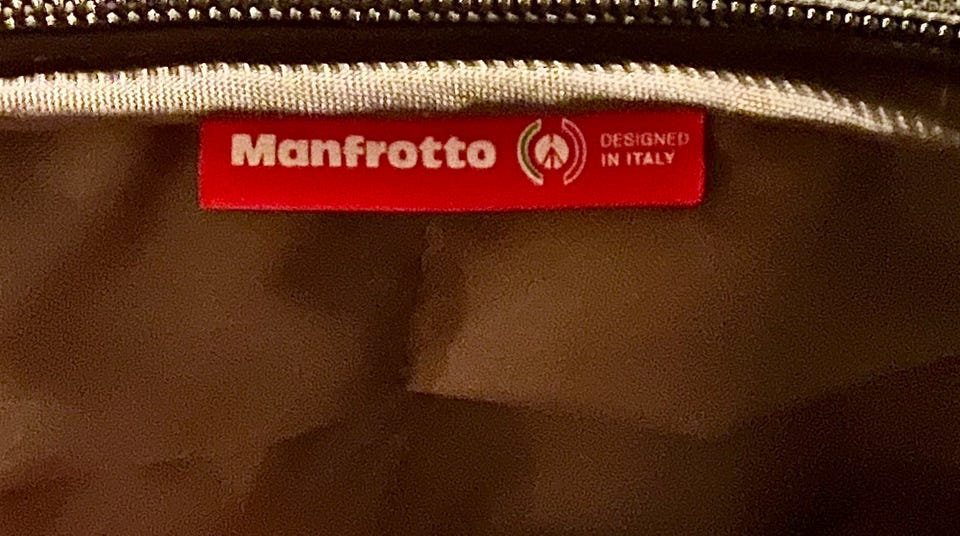 Manfrotto
DESIGNED
IN ITALY